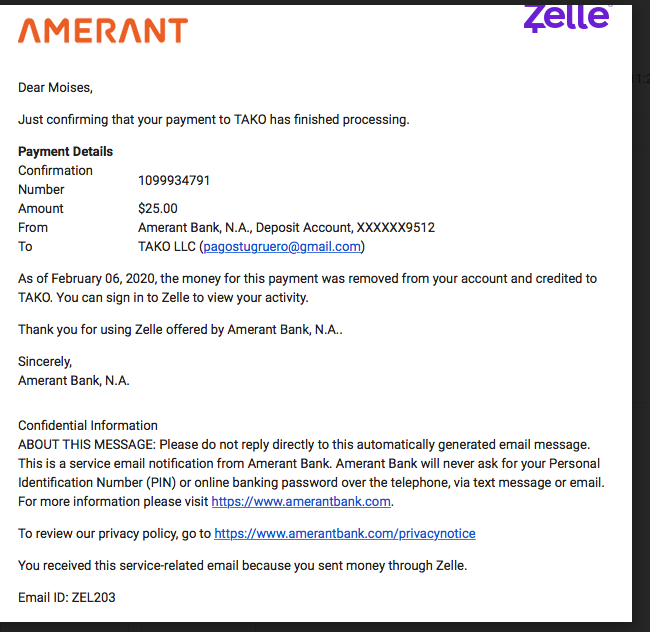 AMERANT
Zelle
Dear Moises,
Just confirming that your payment to TAKO has finished processing.
Payment Details
Confirmation
Number
1099934791
Amount $25.00
From Amerant Bank, N.A., Deposit Account, XXXXXX9512
To TAKO LLC (pagostugruero@gmail.com)
As of February 06, 2020, the money for this payment was removed from your account and credited to
TAKO. You can sign in to Zelle to view your activity.
Thank you for using Zelle offered by Amerant Bank, N.A..
Sincerely,
Amerant Bank, N.A.
Confidential Information
ABOUT THIS MESSAGE: Please do not reply directly to this automatically generated email message.
This is a service email notification from Amerant Bank. Amerant Bank will never ask for your Personal
Identification Number (PIN) or online banking password over the telephone, via text message or email.
For more information please visit https://www.amerantbank.com.
To review our privacy policy, go to https://www.amerantbank.com/privacynotice
You received this service-related email because you sent money through Zelle.
Email ID: ZEL203